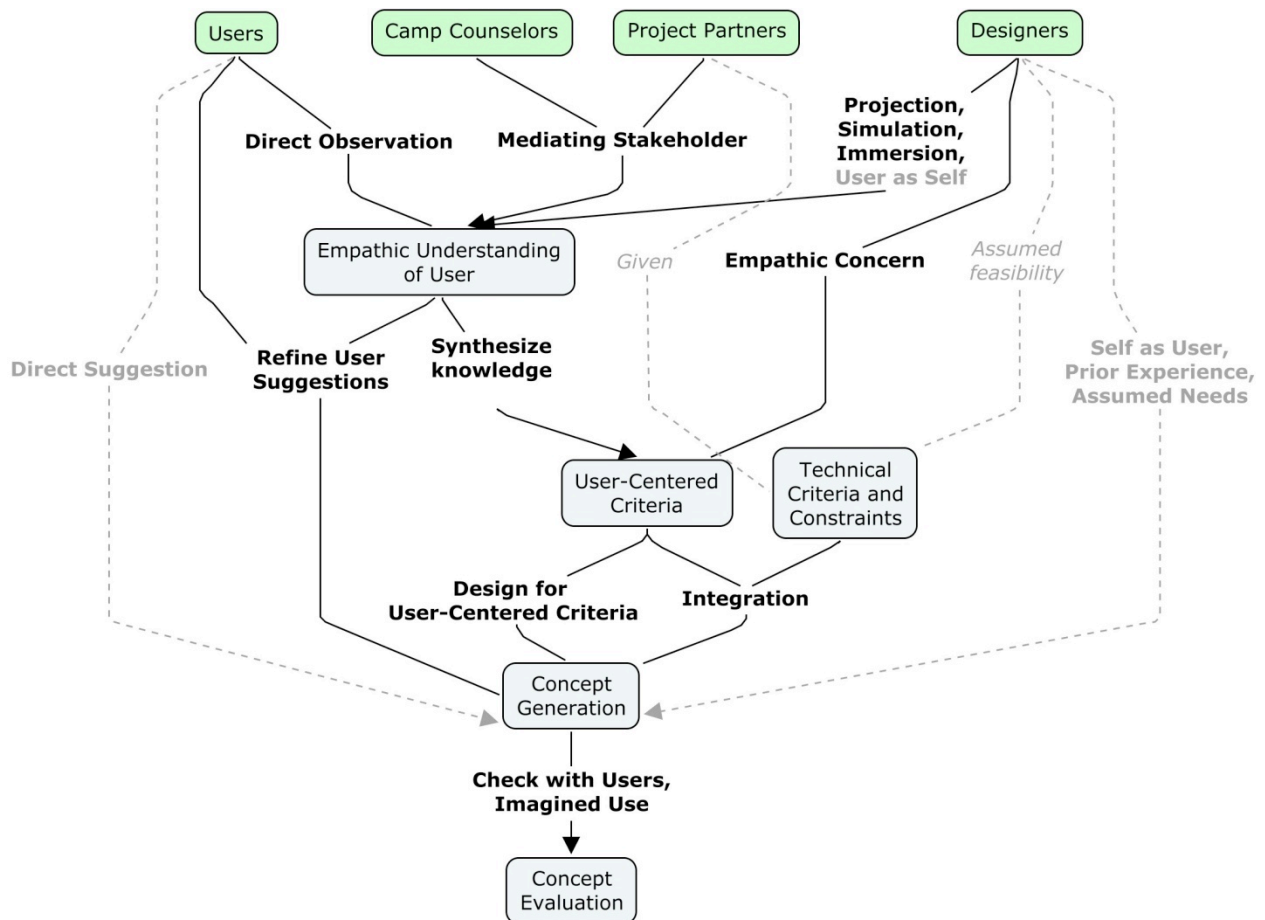 Users
Camp Counselors
Project Partners
Designers
Projection,
Simulation,
Immersion,
User as Self
Direct Observation
Mediating Stakeholder
Empathic Understanding
of User
Given
Empathic Concern
Assumed
feasibility
Direct Suggestion
Refine User
Suggestions
Synthesize
knowledge
Self as User,
Prior Experience,
Assumed Needs
User-Centered
Criteria
Technical
Criteria and
Constraints
Design for
User-Centered Criteria
Integration
Concept
Generation
Check with Users,
Imagined Use
Concept
Evaluation